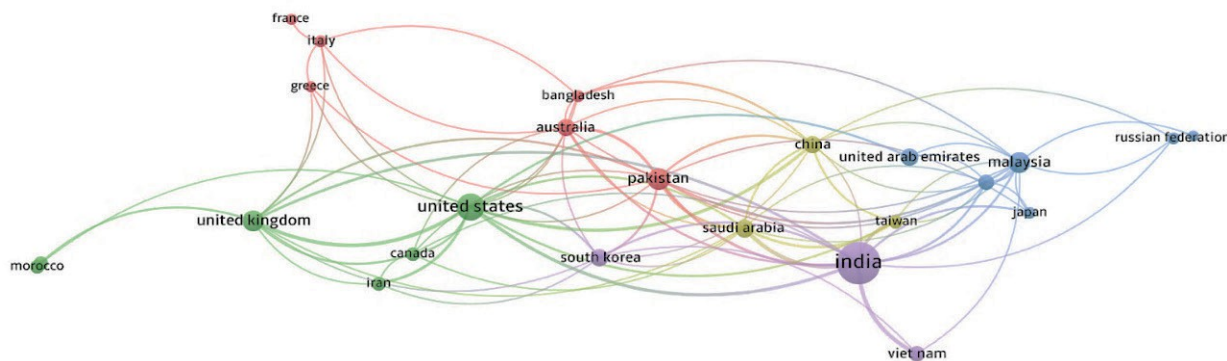 france
italy
greece
bangladesh
australia
china
russian federation
united arab emirates
malaysia
pakistan
united states
japan
united kingdom
taiwan
saudi arabia
canada
south korea
india
morocco
iran
viet nam